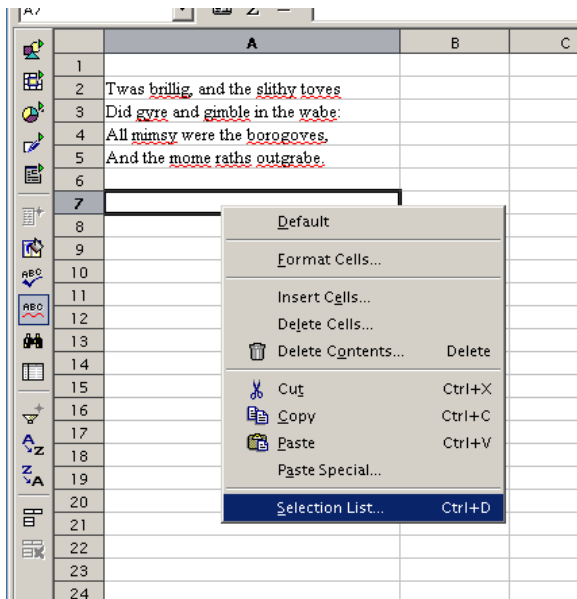 A7
A B C
1
2 Twas brillig, and the slithy toves
3 Did gyre and gimble in the wabe:
4 All mimsy were the borogoves,
5 And the mome raths outgrabe.
6
7
8 Default
9
10 Format Cells...
11 Insert Cells...
12 Delete Cells...
13 Delete Contents... Delete
14
15 Cut Ctrl+X
16 Copy Ctrl+C
17 Paste Ctrl+V
18 Paste Special...
19
20 Selection List... Ctrl+D
21
22
23
24
ABC
ABC
A Z
Z A